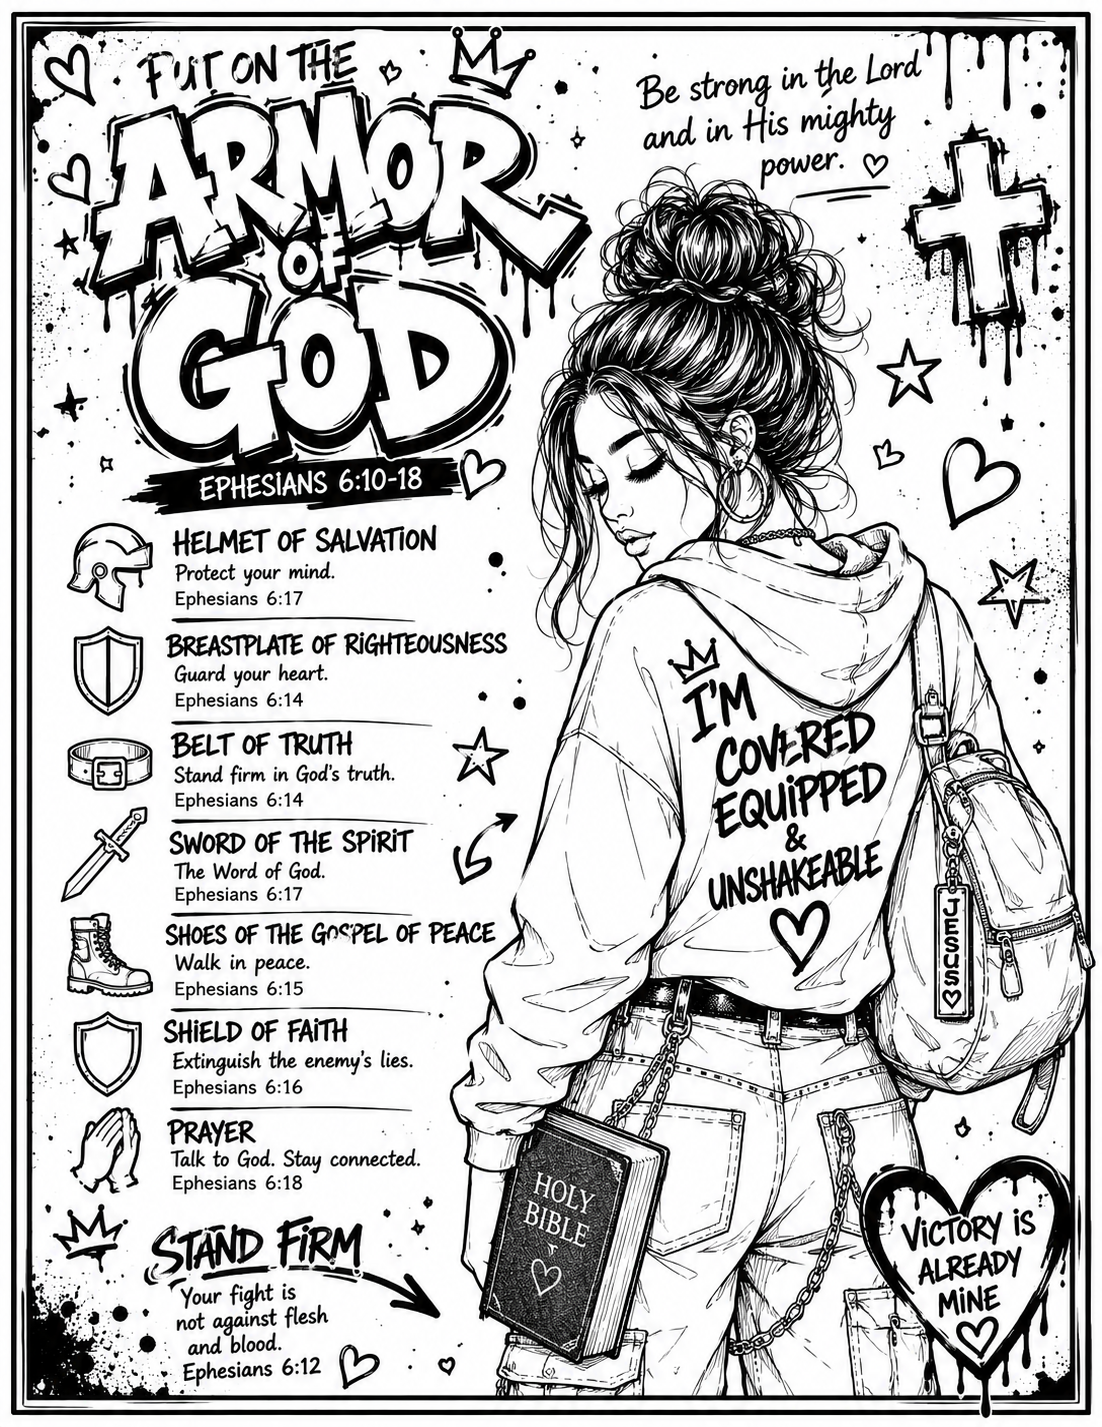 PUT ON THE
ARMOR
OF
GOD
EPHESIANS 6:10-18
Be strong in the Lord
and in His mighty
power.
HELMET OF SALVATION
Protect your mind.
Ephesians 6:17
BREASTPLATE OF RIGHTEOUSNESS
Guard your heart.
Ephesians 6:14
BELT OF TRUTH
Stand firm in God's truth.
Ephesians 6:14
SWORD OF THE SPIRIT
The Word of God.
Ephesians 6:17
SHOES OF THE GOSPEL OF PEACE
Walk in peace.
Ephesians 6:15
SHIELD OF FAITH
Extinguish the enemy's lies.
Ephesians 6:16
PRAYER
Talk to God. Stay connected.
Ephesians 6:18
STAND FIRM
Your fight is
not against flesh
and blood.
Ephesians 6:12
I'M
COVERED
EQUIPPED
&
UNSHAKEABLE
JESUS
HOLY
BIBLE
VICTORY IS
ALREADY
MINE